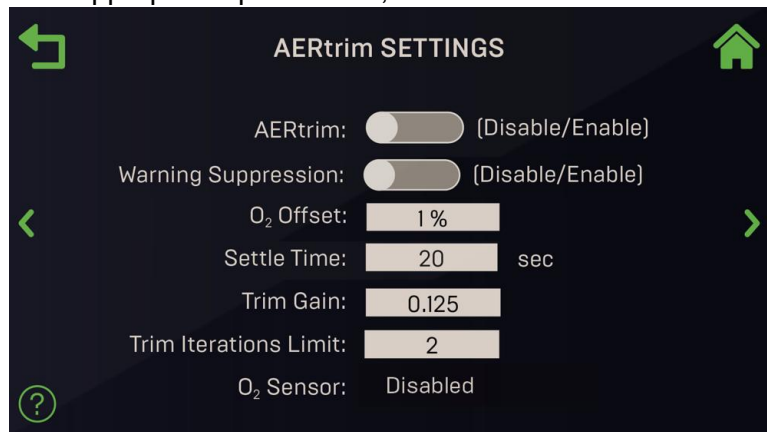 AERtrim SETTINGS
AERtrim: (Disable/Enable)
Warning Suppression: (Disable/Enable)
O₂ Offset: 1 %
Settle Time: 20 sec
Trim Gain: 0.125
Trim Iterations Limit: 2
O₂ Sensor: Disabled
?